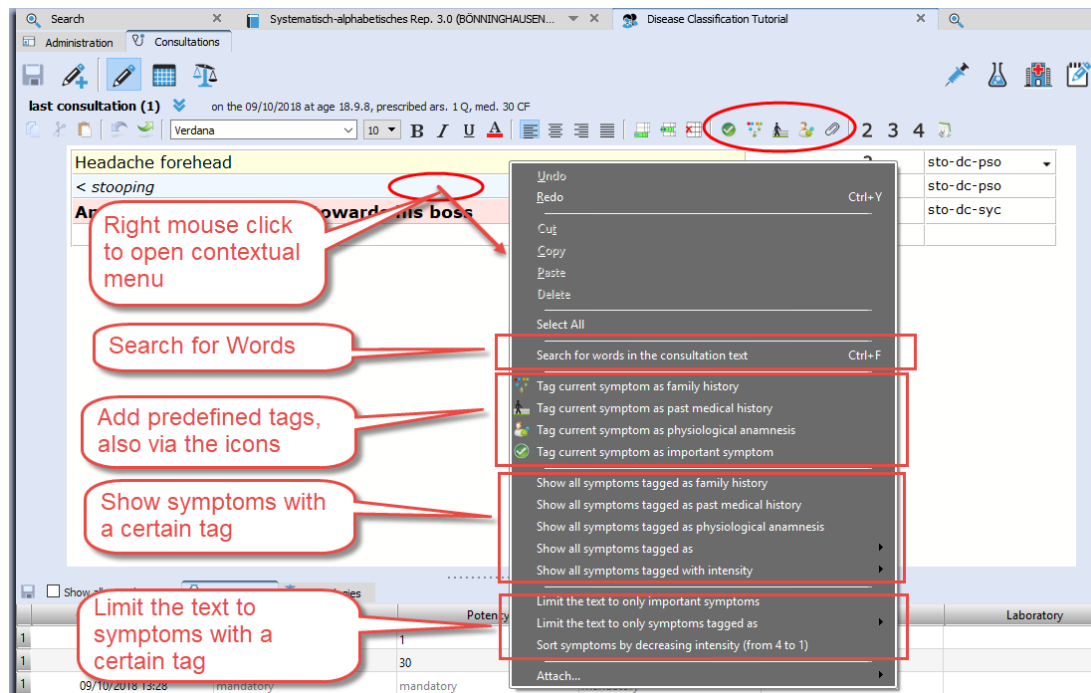 Search
Systematisch-alphabetisches Rep. 3.0 (BÖNNINGHAUSEN...
Disease Classification Tutorial
Administration
Consultations
last consultation (1)
on the 09/10/2018 at age 18.9.8, prescribed ars. 1 Q, med. 30 CF
Verdana
10
B I U A
2 3 4
Headache forehead
sto-dc-pso
< stooping
sto-dc-pso
owards his boss
sto-dc-syc
Right mouse click
to open contextual
menu
Search for Words
Add predefined tags,
also via the icons
Show symptoms with
a certain tag
Limit the text to
symptoms with a
certain tag
Undo
Redo Ctrl+Y
Cut
Copy
Paste
Delete
Select All
Search for words in the consultation text Ctrl+F
Tag current symptom as family history
Tag current symptom as past medical history
Tag current symptom as physiological anamnesis
Tag current symptom as important symptom
Show all symptoms tagged as family history
Show all symptoms tagged as past medical history
Show all symptoms tagged as physiological anamnesis
Show all symptoms tagged as
Show all symptoms tagged with intensity
Limit the text to only important symptoms
Limit the text to only symptoms tagged as
Sort symptoms by decreasing intensity (from 4 to 1)
Attach...
Show
Potency
Laboratory
1 1
1 30
1 09/10/2018 13:28 mandatory mandatory